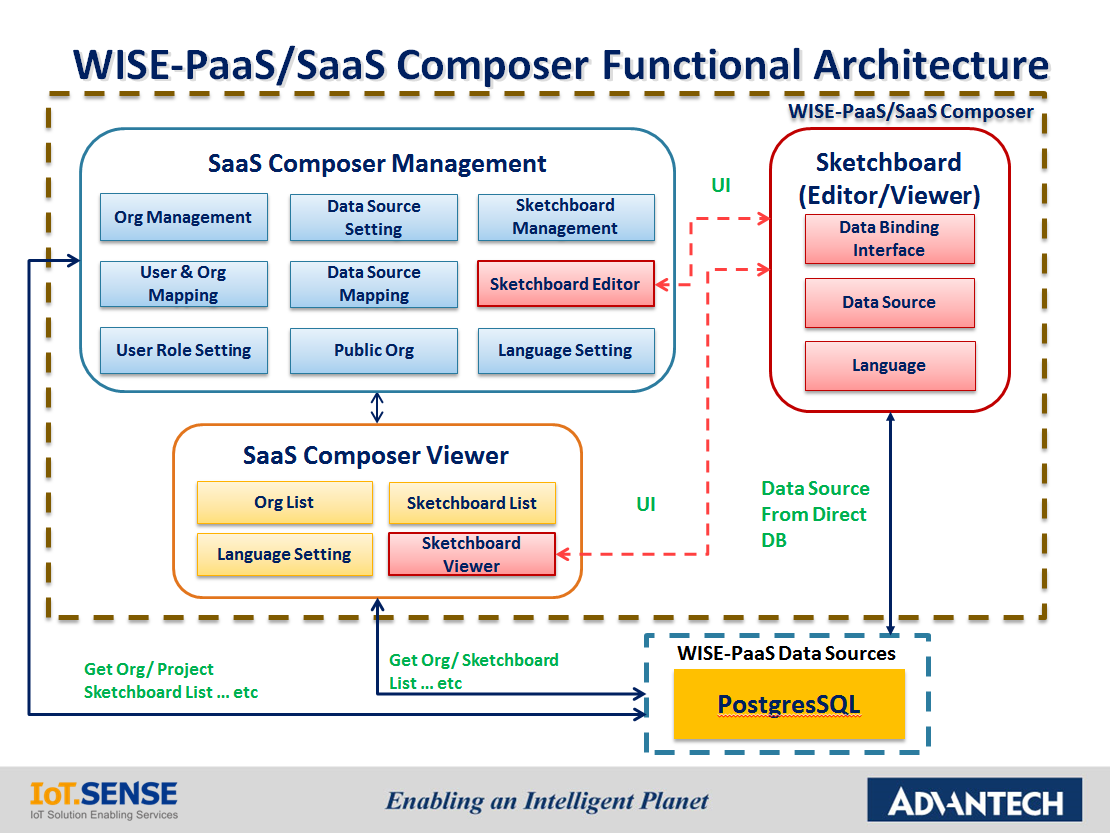 WISE-PaaS/SaaS Composer Functional Architecture
WISE-PaaS/SaaS Composer
SaaS Composer Management
Org Management
Data Source
Setting
Sketchboard
Management
User & Org
Mapping
Data Source
Mapping
Sketchboard Editor
User Role Setting
Public Org
Language Setting
UI
Sketchboard
(Editor/Viewer)
Data Binding
Interface
Data Source
Language
SaaS Composer Viewer
Org List
Sketchboard List
Language Setting
Sketchboard
Viewer
UI
Data Source
From Direct
DB
Get Org/ Project
Sketchboard List ... etc
Get Org/ Sketchboard
List ... etc
WISE-PaaS Data Sources
PostgresSQL
IoT.SENSE
IoT Solution Enabling Services
Enabling an Intelligent Planet
ADVANTECH